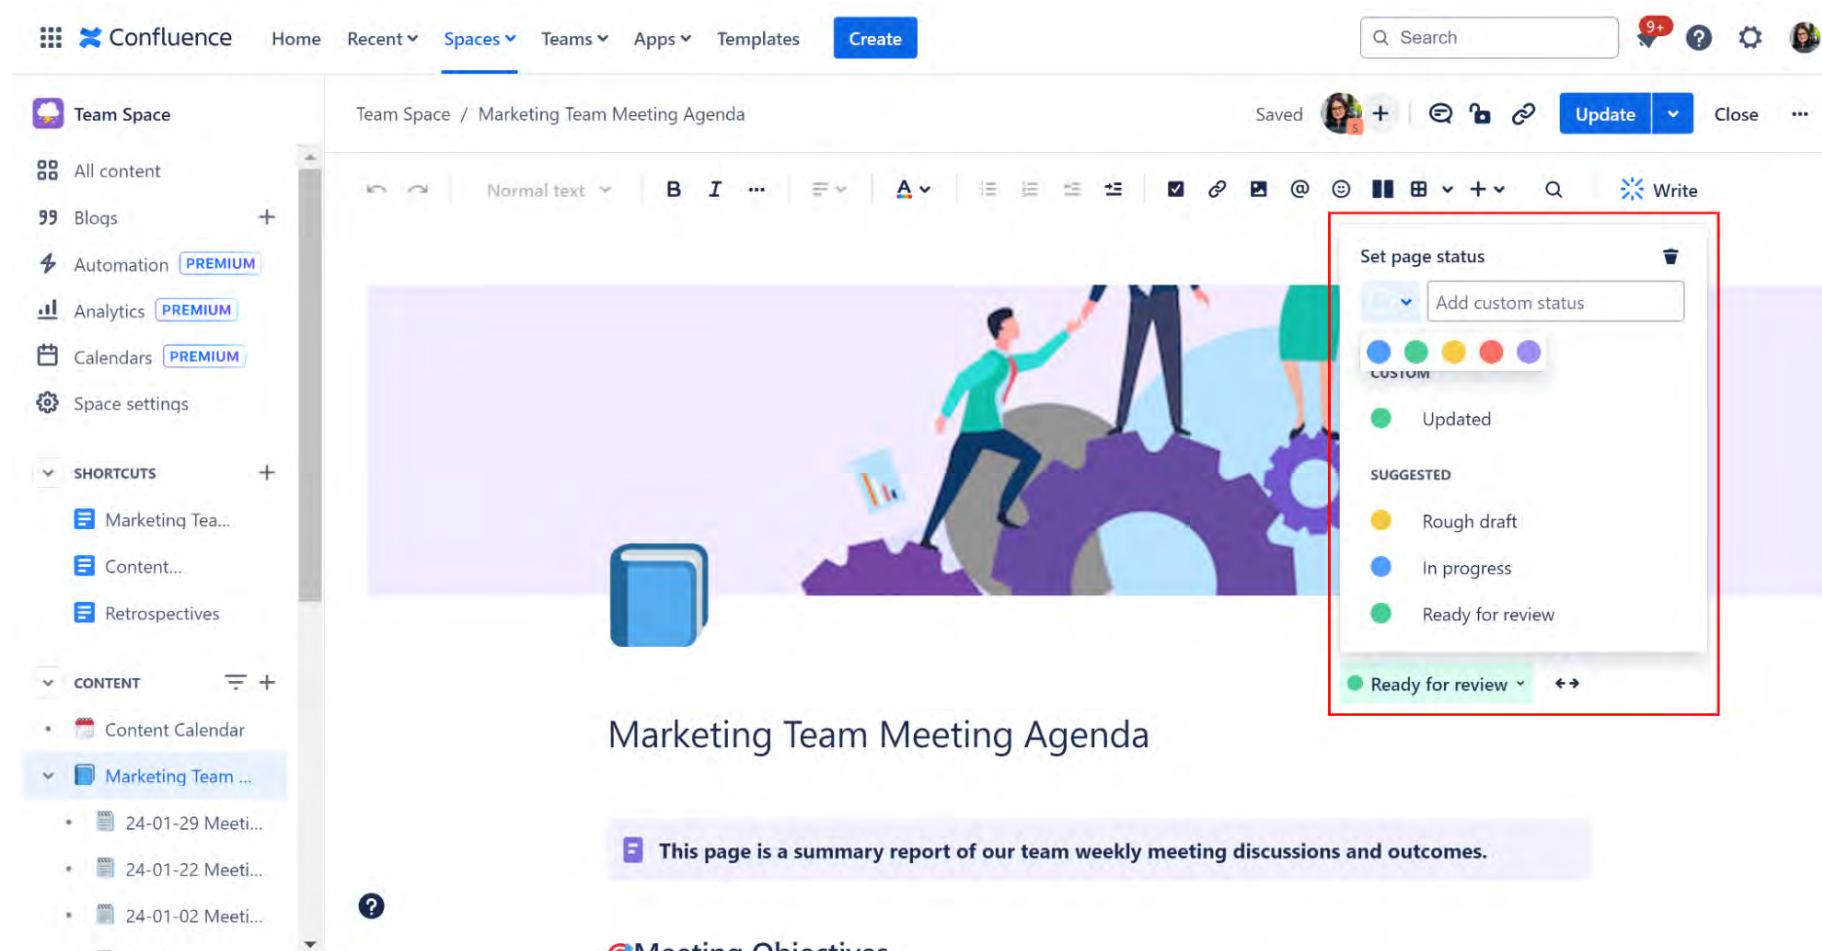 Confluence Home Recent Spaces Teams Apps Templates Create Search 9+
Team Space
Team Space / Marketing Team Meeting Agenda Saved S Update Close
All content
Normal text B I A Write
Blogs
Automation PREMIUM
Analytics PREMIUM
Calendars PREMIUM
Space settings
SHORTCUTS
Marketing Tea...
Content...
Retrospectives
CONTENT
Content Calendar
Marketing Team ...
24-01-29 Meeti...
24-01-22 Meeti...
24-01-02 Meeti...
Set page status
Add custom status
CUSTOM
Updated
SUGGESTED
Rough draft
In progress
Ready for review
Ready for review
Marketing Team Meeting Agenda
This page is a summary report of our team weekly meeting discussions and outcomes.
Meeting Objectives